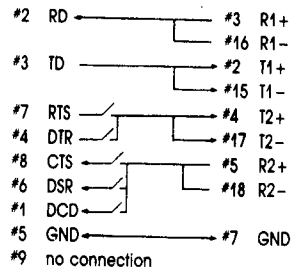 #2 RD #3 R1+
#16 R1-
#3 TD #2 T1+
#15 T1-
#7 RTS #4 T2+
#4 DTR #17 T2-
#8 CTS #5 R2+
#6 DSR #18 R2-
#1 DCD
#5 GND #7 GND
#9 no connection